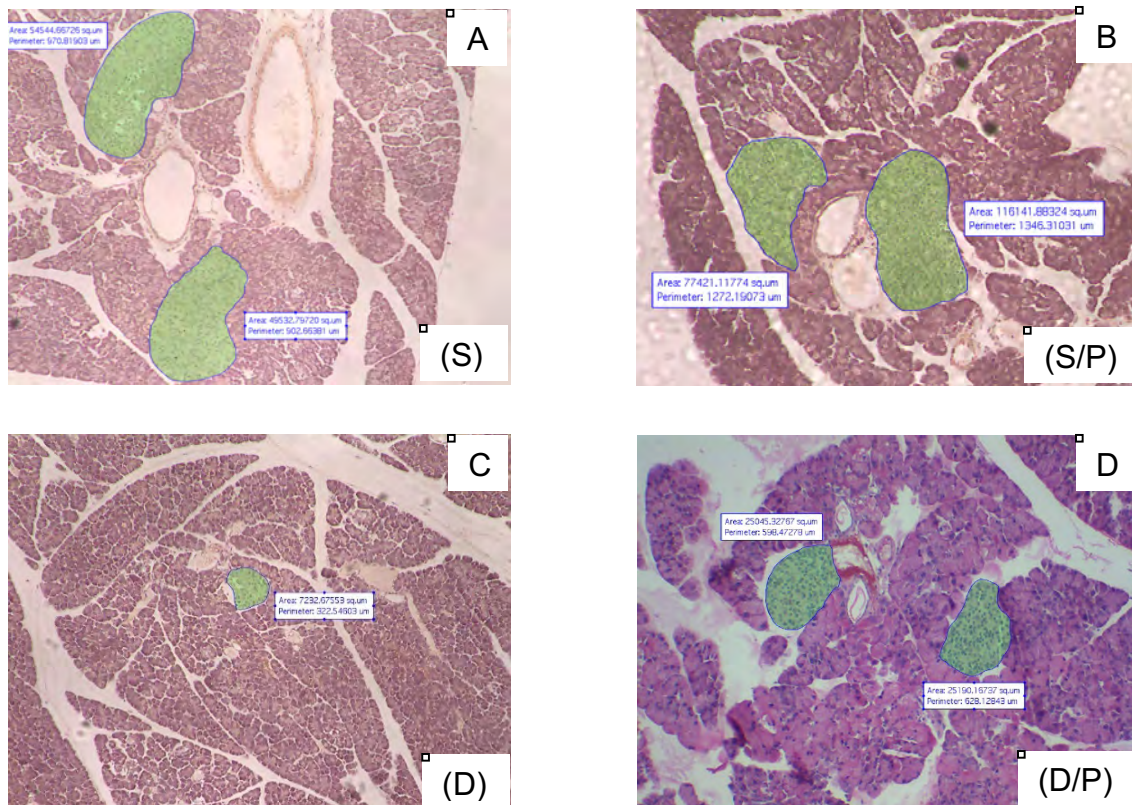 Area: 54544.66726 sq.um
Perimeter: 970.81903 um
A
Area: 49532.79720 sq.um
Perimeter: 902.66381 um
(S)
B
Area: 116141.88324 sq.um
Perimeter: 1346.31031 um
Area: 77421.11774 sq.um
Perimeter: 1272.19073 um
(S/P)
C
Area: 7292.67553 sq.um
Perimeter: 322.54603 um
(D)
D
Area: 25045.32767 sq.um
Perimeter: 598.47278 um
Area: 25190.16737 sq.um
Perimeter: 628.12843 um
(D/P)